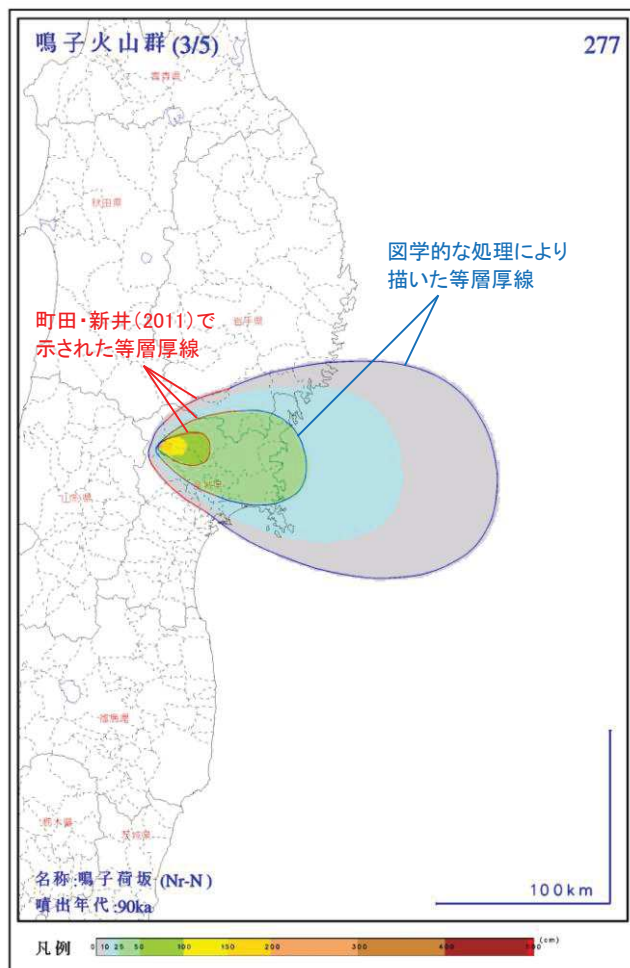 鳴子火山群(3/5)
277
青森県
秋田県
岩手県
図学的な処理により
描いた等層厚線
町田・新井(2011)で
示された等層厚線
宮城県
山形県
福島県
栃木県
茨城県
名称:鳴子荷坂(Nr-N)
噴出年代:90ka
100km
凡例
0 10 25 50 100 150 200 300 400 (cm)